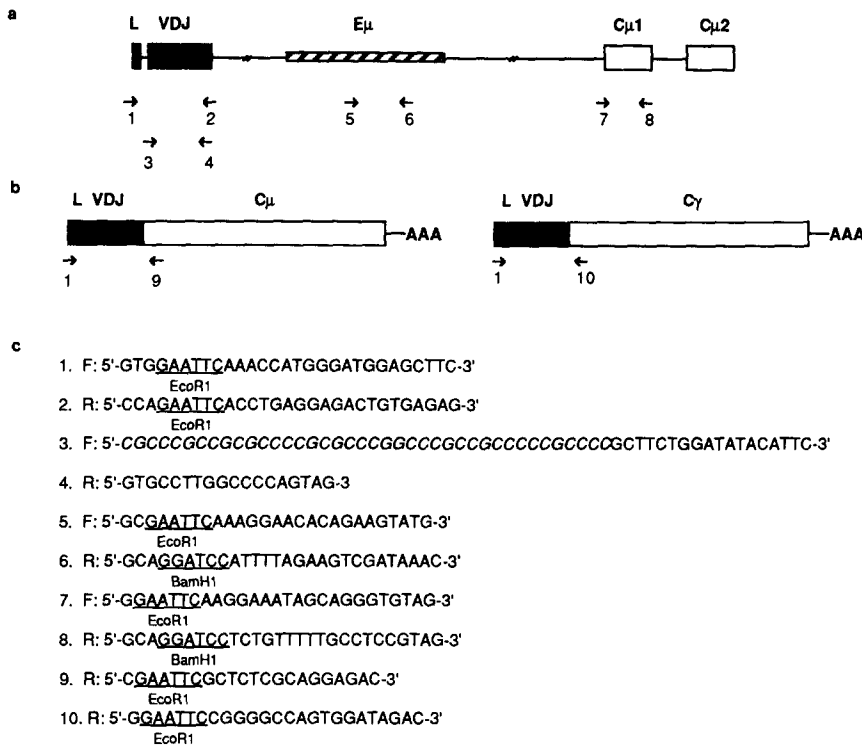 a
L VDJ Eμ Cμ1 Cμ2
1 2 5 6 7 8
3 4
b
L VDJ Cμ L VDJ Cγ
AAA AAA
1 9 1 10
c
1. F: 5'-GTGGAATTCAAACCATGGGATGGAGCTTC-3'
EcoR1
2. R: 5'-CCAGAATTCACCTGAGGAGACTGTGAGAG-3'
EcoR1
3. F: 5'-CGCCCGCCGCGCCCCGCGCCCGGCCCGCCGCCCCCGCCCCGCTTCTGGATATACATTC-3'
4. R: 5'-GTGCCTTGGCCCCAGTAG-3
5. F: 5'-GCGAATTCAAAGGAACACAGAAGTATG-3'
EcoR1
6. R: 5'-GCAGGATCCATTTTAGAAGTCGATAAAC-3'
BamH1
7. F: 5'-GGAATTCAAGGAAATAGCAGGGTGTAG-3'
EcoR1
8. R: 5'-GCAGGATCCTCTGTTTTTGCCTCCGTAG-3'
BamH1
9. R: 5'-CGAATTCGCTCTCGCAGGAGAC-3'
EcoR1
10. R: 5'-GGAATTCCGGGGCCAGTGGATAGAC-3'
EcoR1